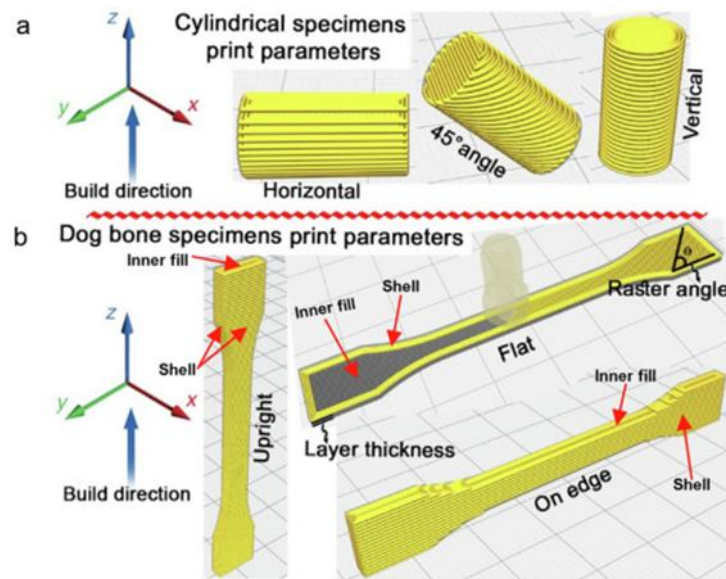 a
Cylindrical specimens
print parameters
z
y
x
Build direction
Horizontal
45°angle
Vertical
b
Dog bone specimens print parameters
Inner fill
Shell
Upright
z
y
x
Build direction
Inner fill
Shell
Flat
θ
Raster angle
Layer thickness
Inner fill
On edge
Shell